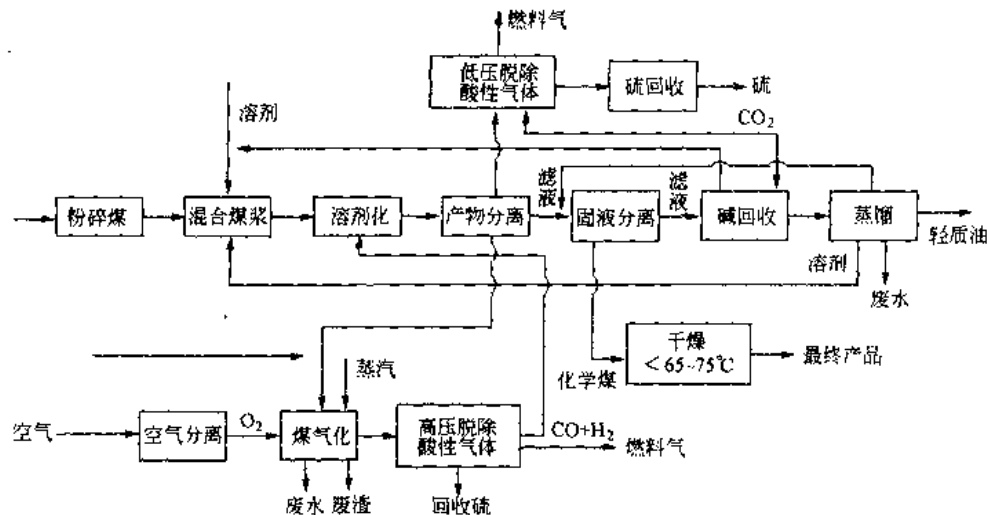 燃料气
低压脱除
酸性气体
硫回收
硫
溶剂
CO₂
滤液
滤液
粉碎煤
混合煤浆
溶剂化
产物分离
固液分离
碱回收
蒸馏
轻质油
溶剂
废水
干燥
＜65~75℃
最终产品
化学煤
蒸汽
空气
空气分离
O₂
煤气化
高压脱除
酸性气体
CO+H₂
燃料气
废水
废渣
回收硫